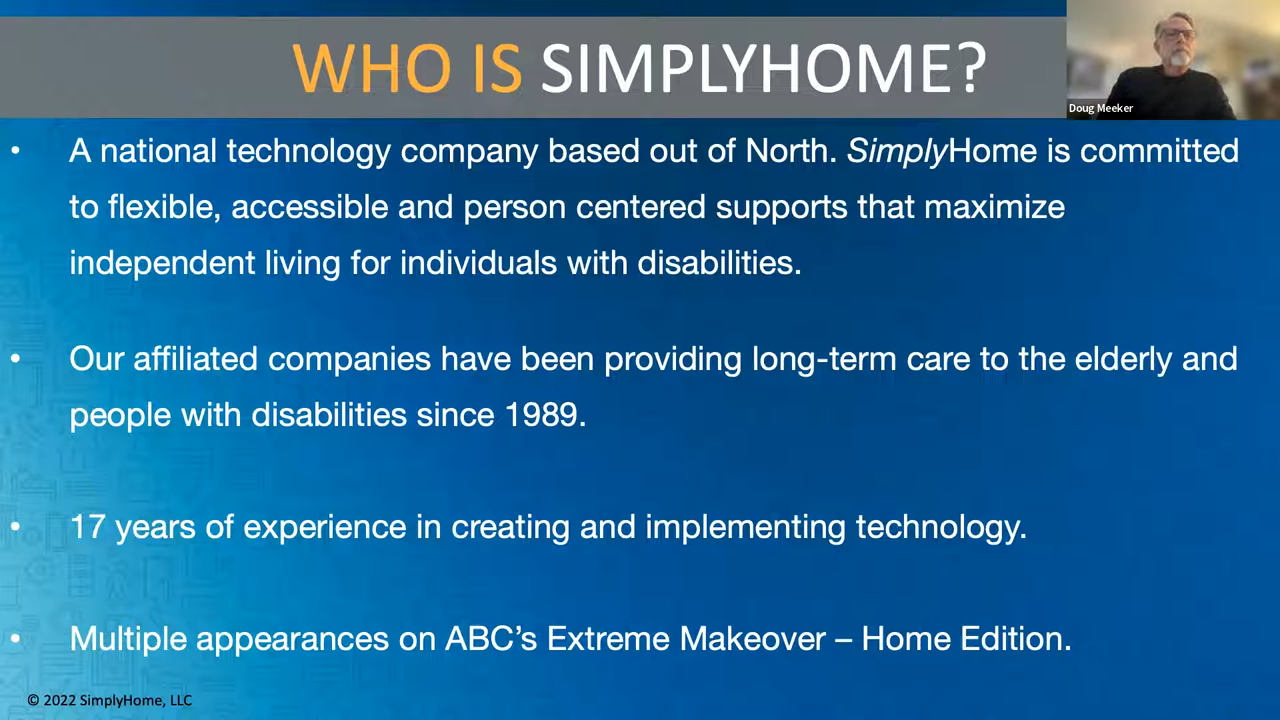 WHO IS SIMPLYHOME?
Doug Meeker
• A national technology company based out of North. SimplyHome is committed
to flexible, accessible and person centered supports that maximize
independent living for individuals with disabilities.
• Our affiliated companies have been providing long-term care to the elderly and
people with disabilities since 1989.
• 17 years of experience in creating and implementing technology.
• Multiple appearances on ABC’s Extreme Makeover – Home Edition.
© 2022 SimplyHome, LLC